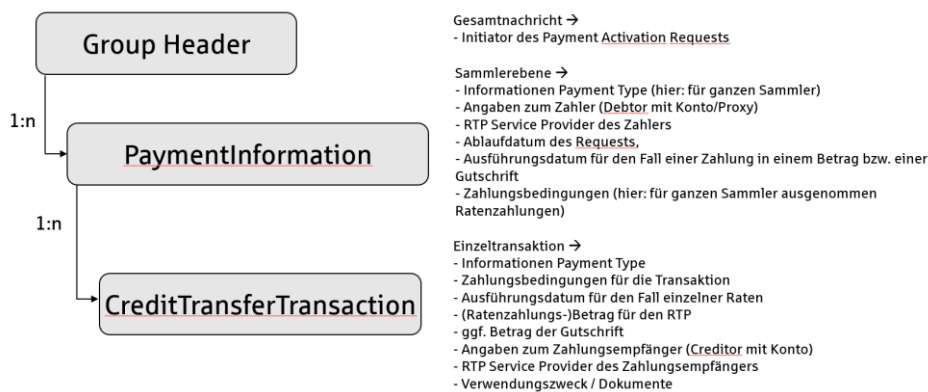 Group Header
1:n
PaymentInformation
1:n
CreditTransferTransaction
Gesamtnachricht →
- Initiator des Payment Activation Requests
Sammlerebene →
- Informationen Payment Type (hier: für ganzen Sammler)
- Angaben zum Zahler (Debtor mit Konto/Proxy)
- RTP Service Provider des Zahlers
- Ablaufdatum des Requests,
- Ausführungsdatum für den Fall einer Zahlung in einem Betrag bzw. einer
Gutschrift
- Zahlungsbedingungen (hier: für ganzen Sammler ausgenommen
Ratenzahlungen)
Einzeltransaktion →
- Informationen Payment Type
- Zahlungsbedingungen für die Transaktion
- Ausführungsdatum für den Fall einzelner Raten
- (Ratenzahlungs-)Betrag für den RTP
- ggf. Betrag der Gutschrift
- Angaben zum Zahlungsempfänger (Creditor mit Konto)
- RTP Service Provider des Zahlungsempfängers
- Verwendungszweck / Dokumente